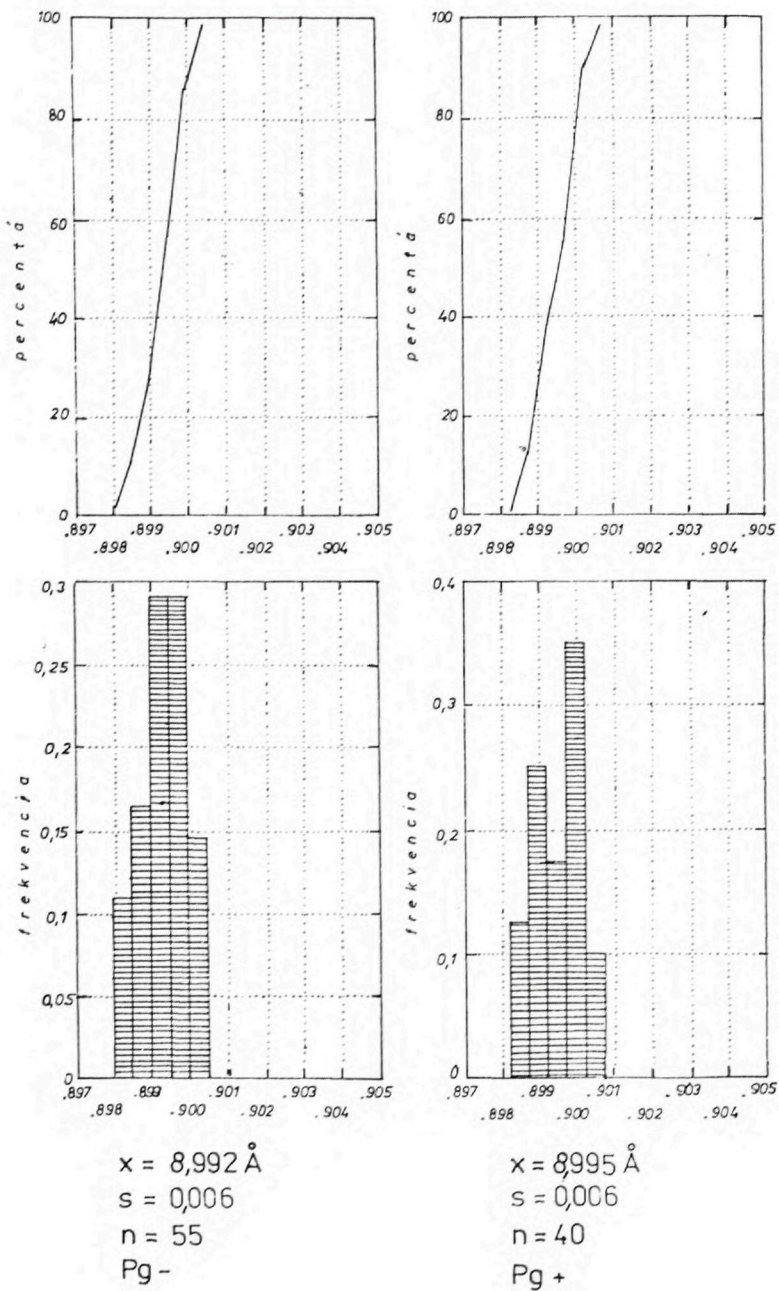 100
80
60
40
20
0
percentá
.897 .899 .901 .903 .905
.898 .900 .902 .904
100
80
60
40
20
0
percentá
.897 .899 .901 .903 .905
.898 .900 .902 .904
0,3
0,25
0,2
0,15
0,1
0,05
0
frekvencia
.897 .899 .901 .903 .905
.898 .900 .902 .904
0,4
0,3
0,2
0,1
0
frekvencia
.897 .899 .901 .903 .905
.898 .900 .902 .904
x = 8,992 Å
s = 0,006
n = 55
Pg -
x = 8,995 Å
s = 0,006
n = 40
Pg +